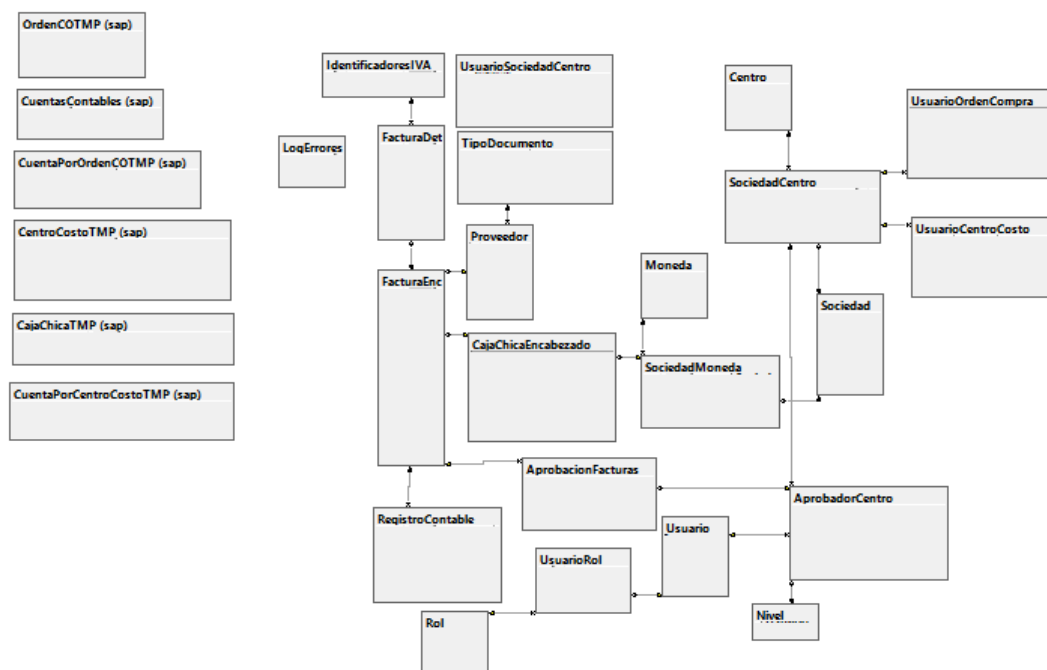 OrdenCOTMP (sap)
CuentasContables (sap)
CuentaPorOrdenCOTMP (sap)
CentroCostoTMP (sap)
CajaChicaTMP (sap)
CuentaPorCentroCostoTMP (sap)
IdentificadoresIVA
UsuarioSociedadCentro
LogErrores
FacturaDet
TipoDocumento
Proveedor
FacturaEnc
CajaChicaEncabezado
Moneda
SociedadMoneda
Centro
UsuarioOrdenCompra
SociedadCentro
UsuarioCentroCosto
Sociedad
AprobacionFacturas
AprobadorCentro
RegistroContable
Usuario
UsuarioRol
Rol
Nivel